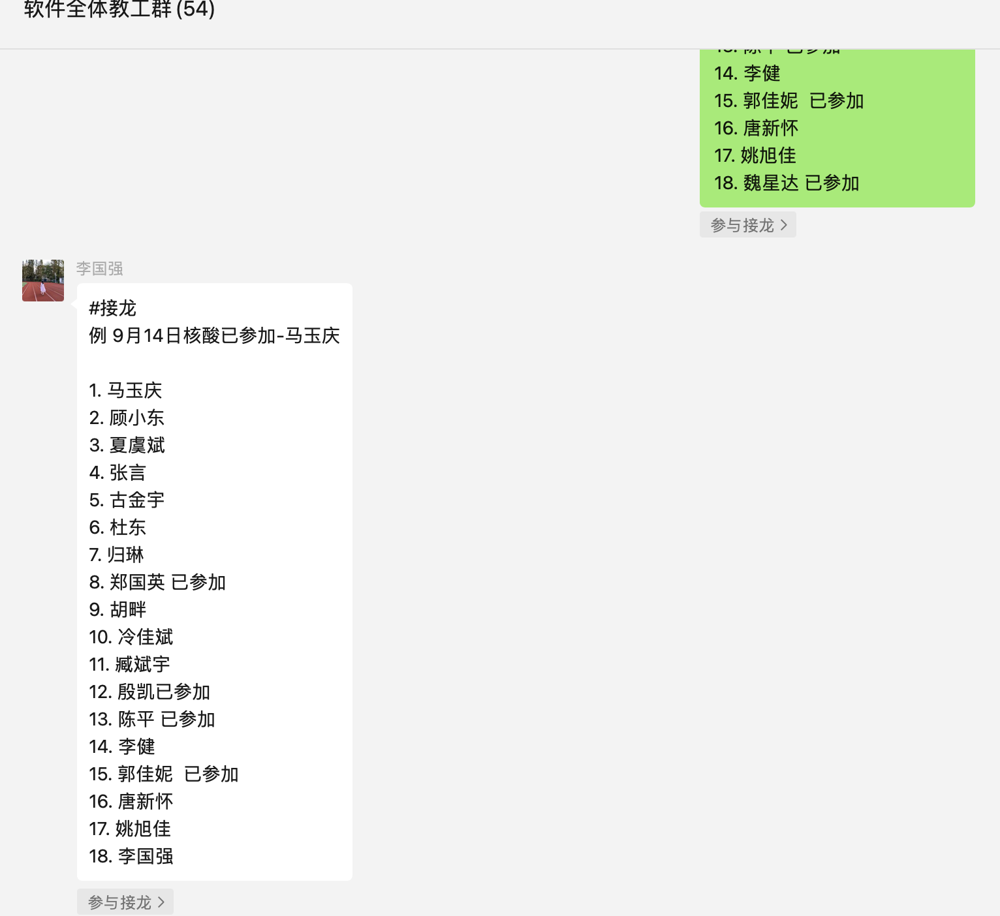 软件全体教工群(54)
13. 陈平 已参加
14. 李健
15. 郭佳妮  已参加
16. 唐新怀
17. 姚旭佳
18. 魏星达 已参加
参与接龙
李国强
#接龙
例 9月14日核酸已参加-马玉庆
1. 马玉庆
2. 顾小东
3. 夏虞斌
4. 张言
5. 古金宇
6. 杜东
7. 归琳
8. 郑国英 已参加
9. 胡畔
10. 冷佳斌
11. 臧斌宇
12. 殷凯已参加
13. 陈平 已参加
14. 李健
15. 郭佳妮  已参加
16. 唐新怀
17. 姚旭佳
18. 李国强
参与接龙